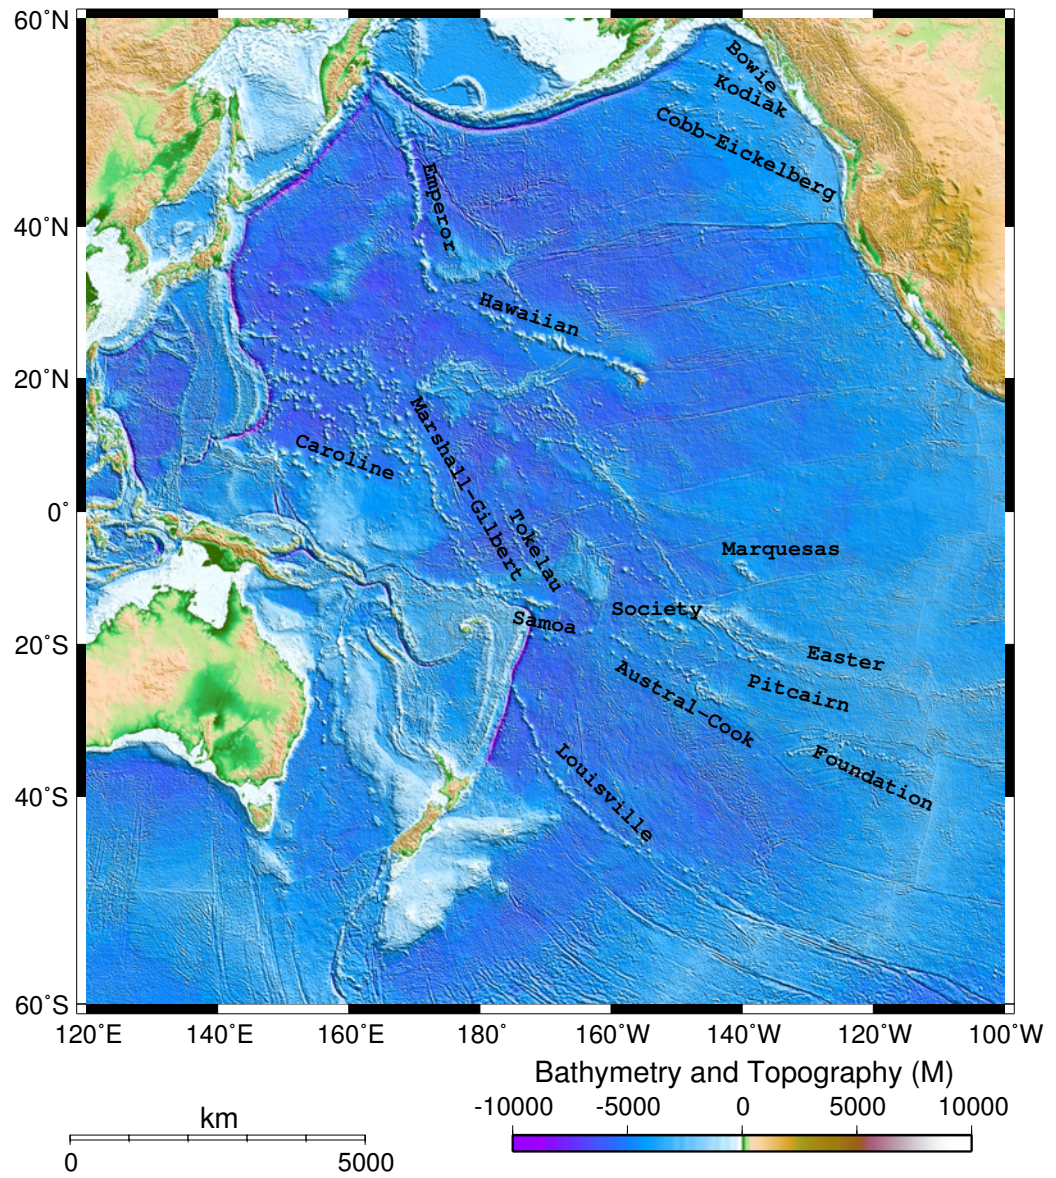 60°N
Bowie
Kodiak
Cobb-Eickelberg
Emperor
40°N
Hawaiian
20°N
Marshall-Gilbert
Caroline
0°
Tokelau
Marquesas
Society
Samoa
20°S
Easter
Austral-Cook
Pitcairn
Louisville
Foundation
40°S
60°S
120°E 140°E 160°E 180° 160°W 140°W 120°W 100°W
Bathymetry and Topography (M)
-10000 -5000 0 5000 10000
km
0 5000